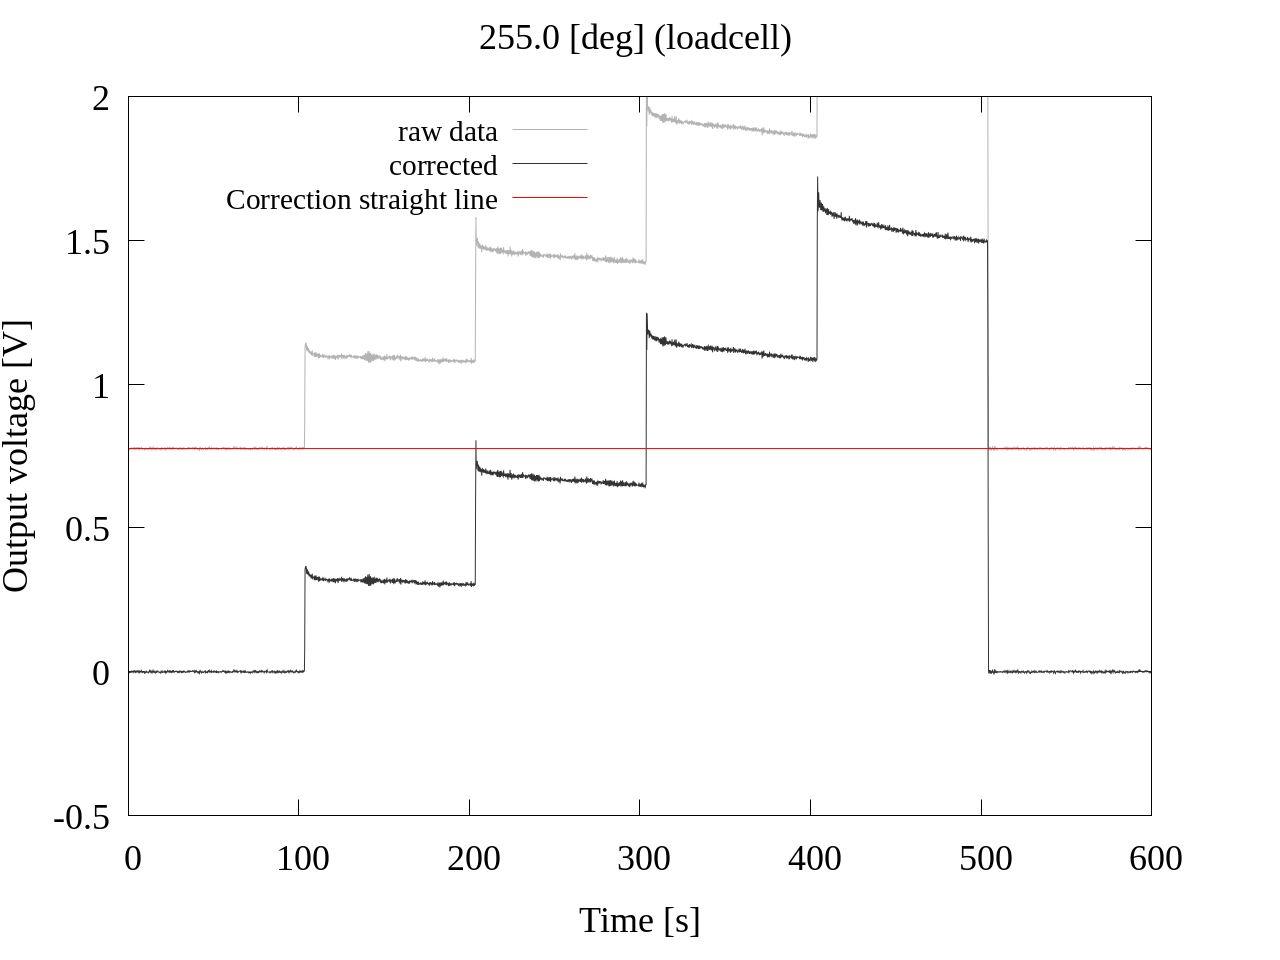 255.0 [deg] (loadcell)
raw data
corrected
Correction straight line
2
1.5
1
0.5
0
-0.5
Output voltage [V]
0 100 200 300 400 500 600
Time [s]